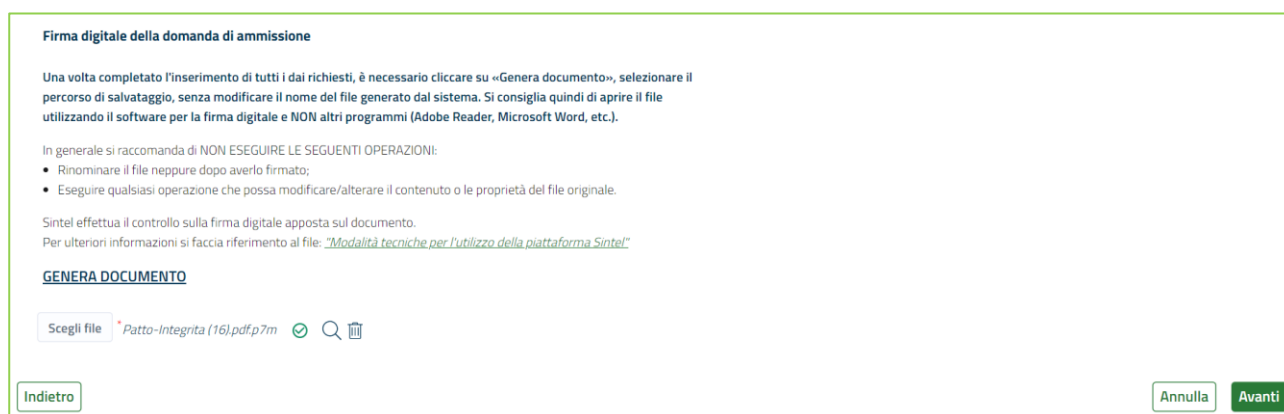 Firma digitale della domanda di ammissione
Una volta completato l'inserimento di tutti i dai richiesti, è necessario cliccare su «Genera documento», selezionare il
percorso di salvataggio, senza modificare il nome del file generato dal sistema. Si consiglia quindi di aprire il file
utilizzando il software per la firma digitale e NON altri programmi (Adobe Reader, Microsoft Word, etc.).
In generale si raccomanda di NON ESEGUIRE LE SEGUENTI OPERAZIONI:
• Rinominare il file neppure dopo averlo firmato;
• Eseguire qualsiasi operazione che possa modificare/alterare il contenuto o le proprietà del file originale.
Sintel effettua il controllo sulla firma digitale apposta sul documento.
Per ulteriori informazioni si faccia riferimento al file: "Modalità tecniche per l'utilizzo della piattaforma Sintel"
GENERA DOCUMENTO
Scegli file * Patto-Integrita (16).pdf.p7m
Indietro Annulla Avanti